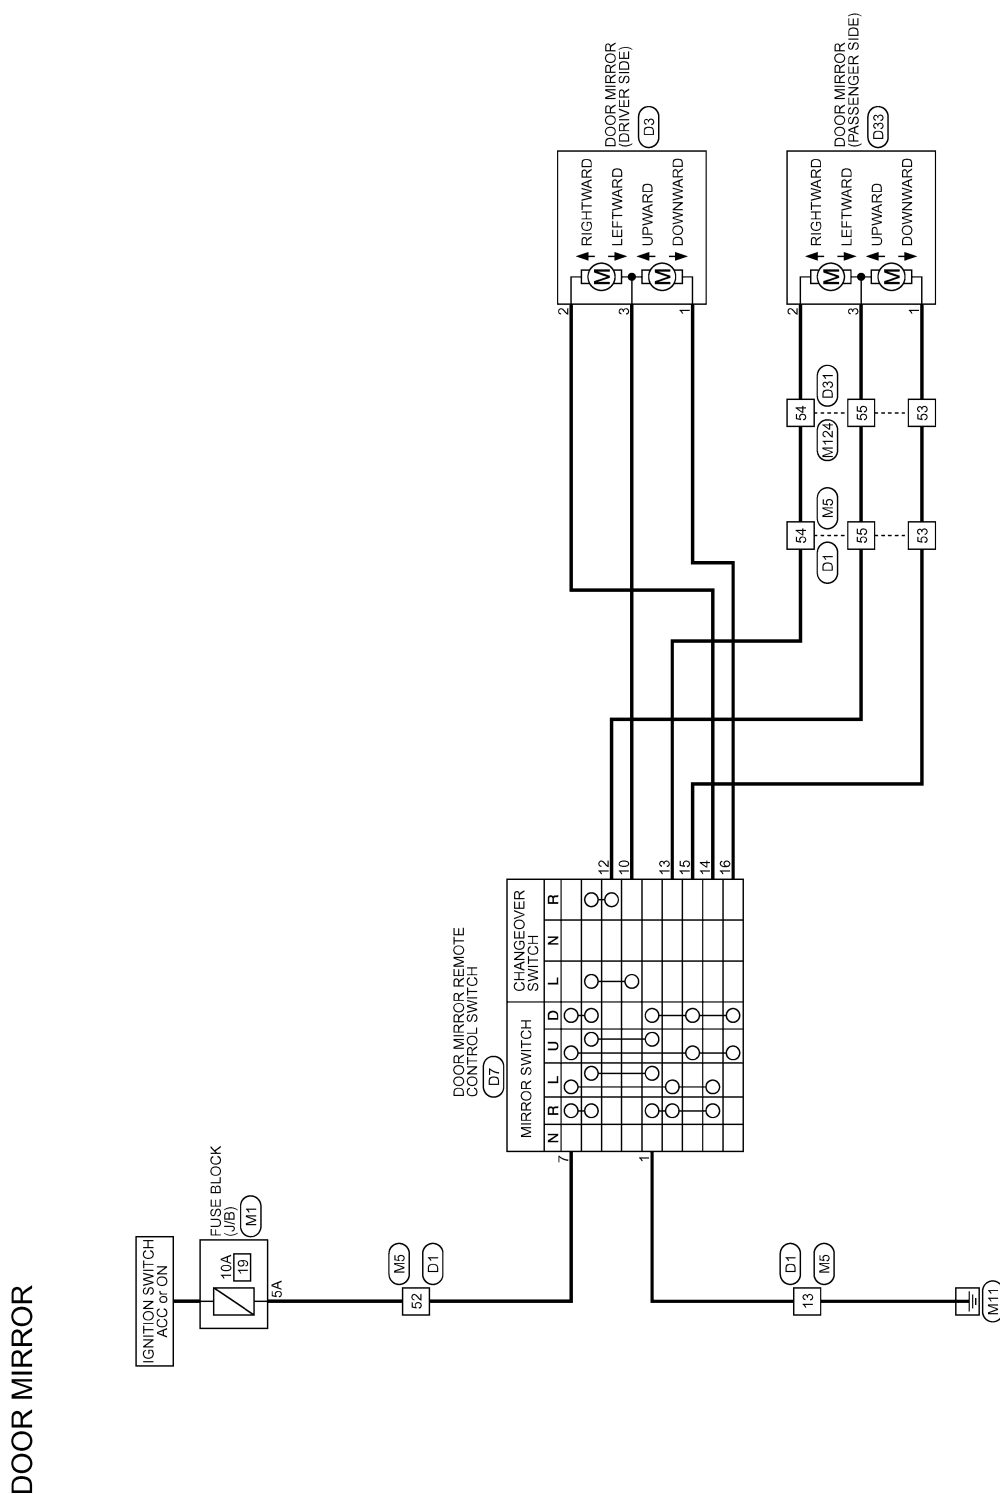 DOOR MIRROR
IGNITION SWITCH
ACC or ON
FUSE BLOCK
(J/B)
M1
10A
19
5A
M5
D1
52
7
1
D1
M5
13
M11
DOOR MIRROR REMOTE
CONTROL SWITCH
D7
MIRROR SWITCH
CHANGEOVER
SWITCH
N R L U D L N R
12
10
13
15
14
16
54
55
53
D1
M5
54
55
53
M124
D31
2
3
1
M
M
RIGHTWARD
LEFTWARD
UPWARD
DOWNWARD
DOOR MIRROR
(DRIVER SIDE)
D3
2
3
1
M
M
RIGHTWARD
LEFTWARD
UPWARD
DOWNWARD
DOOR MIRROR
(PASSENGER SIDE)
D33